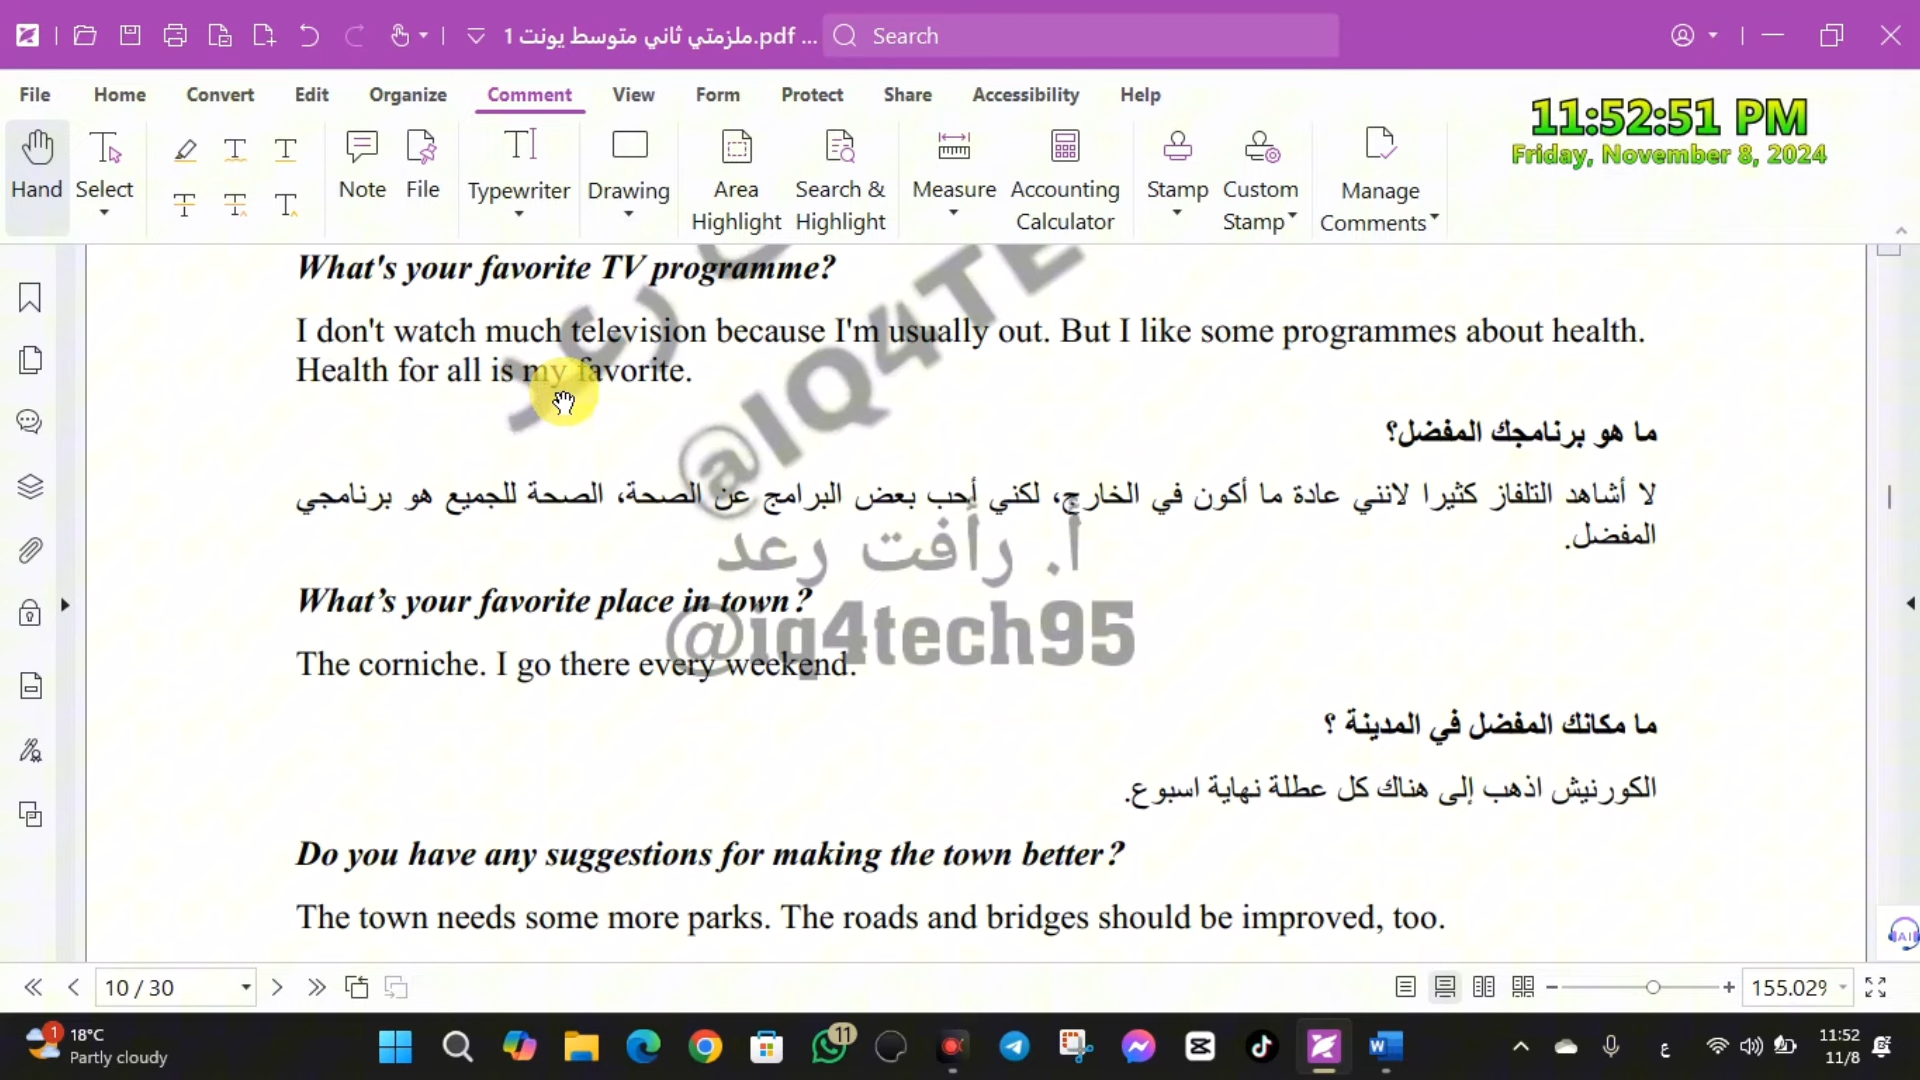 ملزمتي ثاني متوسط يونت 1.pdf ...
Search
File Home Convert Edit Organize Comment View Form Protect Share Accessibility Help
11:52:51 PM
Friday, November 8, 2024
Hand
Select
Note
File
Typewriter
Drawing
Area Highlight
Search & Highlight
Measure
Accounting Calculator
Stamp
Custom Stamp
Manage Comments
What's your favorite TV programme?
I don't watch much television because I'm usually out. But I like some programmes about health.
Health for all is my favorite.
ما هو برنامجك المفضل؟
لا أشاهد التلفاز كثيرا لانني عادة ما أكون في الخارج، لكني أحب بعض البرامج عن الصحة، الصحة للجميع هو برنامجي
المفضل.
@IQ4TE
أ. رأفت رعد
@iq4tech95
What's your favorite place in town?
The corniche. I go there every weekend.
ما مكانك المفضل في المدينة ؟
الكورنيش اذهب إلى هناك كل عطلة نهاية اسبوع.
Do you have any suggestions for making the town better?
The town needs some more parks. The roads and bridges should be improved, too.
AI
10 / 30
155.029
1
18°C
Partly cloudy
11
W
ع
11:52
11/8